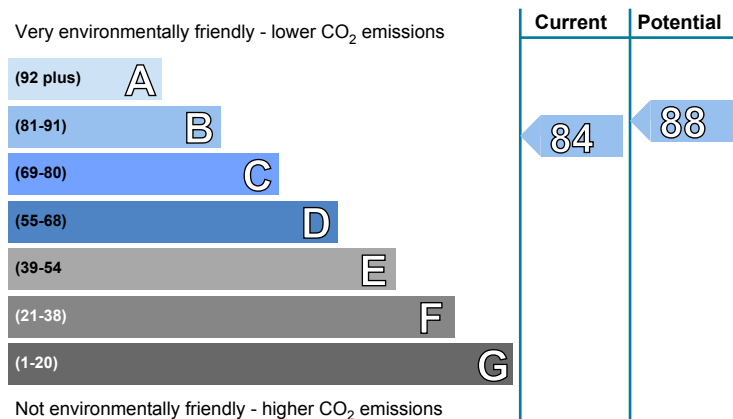 Very environmentally friendly - lower CO2 emissions
Current
Potential
(92 plus) A
(81-91) B
84
88
(69-80) C
(55-68) D
(39-54 E
(21-38) F
(1-20) G
Not environmentally friendly - higher CO2 emissions